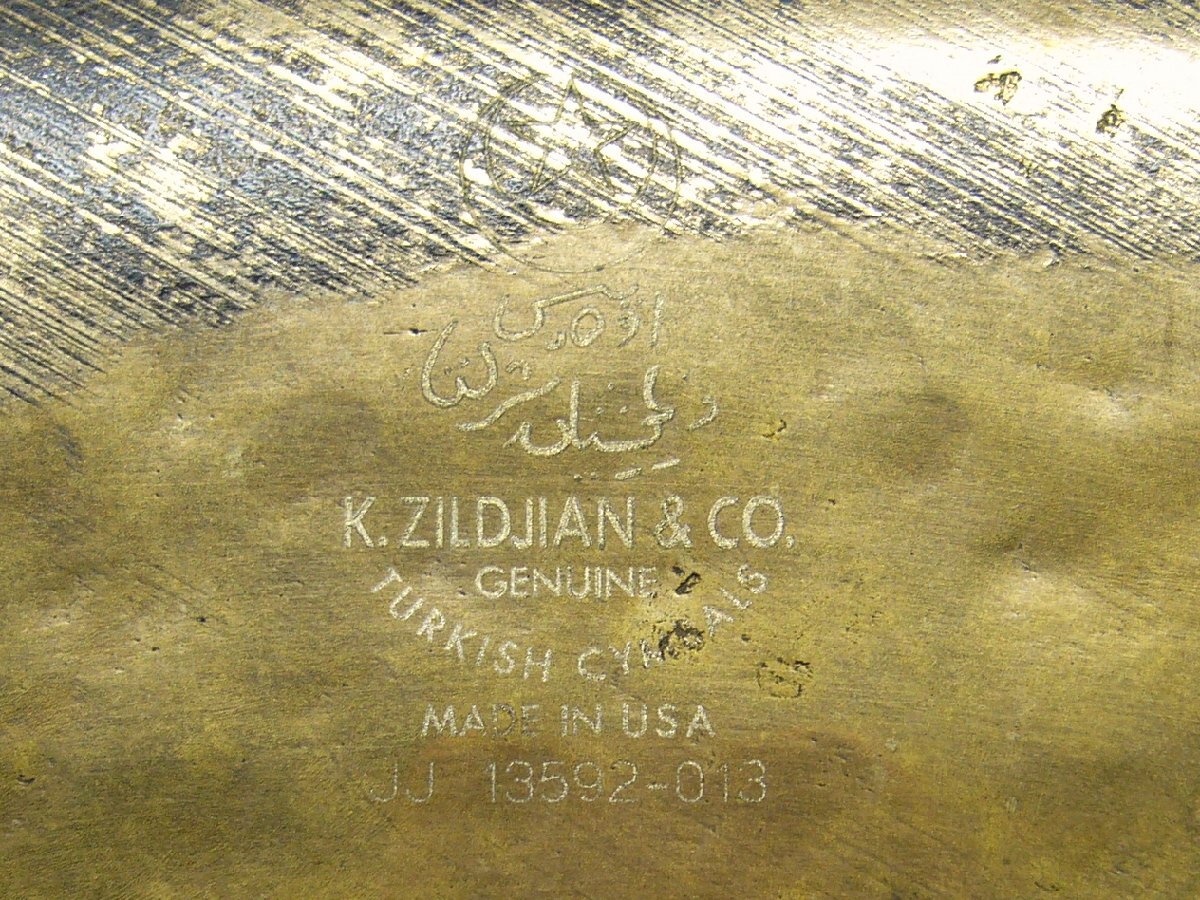 K. ZILDJIAN & CO.
GENUINE
TURKISH CYMBALS
MADE IN USA
JJ 13592-013